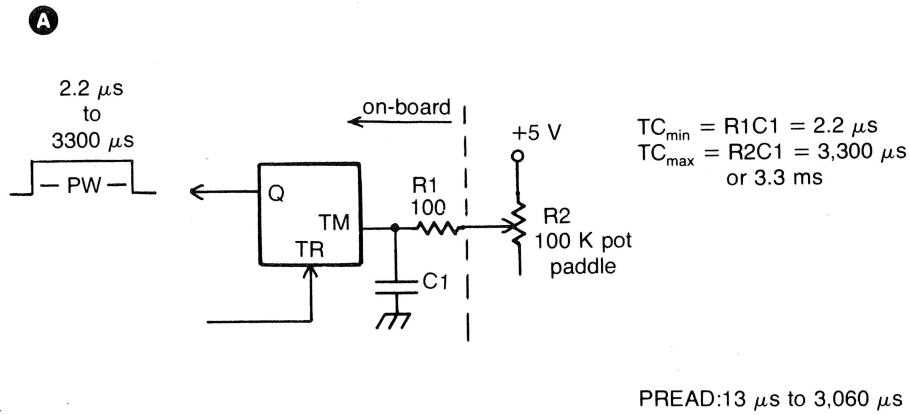 A
2.2 μs
to
3300 μs
PW
on-board
+5 V
TCmin = R1C1 = 2.2 μs
TCmax = R2C1 = 3,300 μs
or 3.3 ms
Q
TM
TR
R1
100
R2
100 K pot
paddle
C1
PREAD:13 μs to 3,060 μs